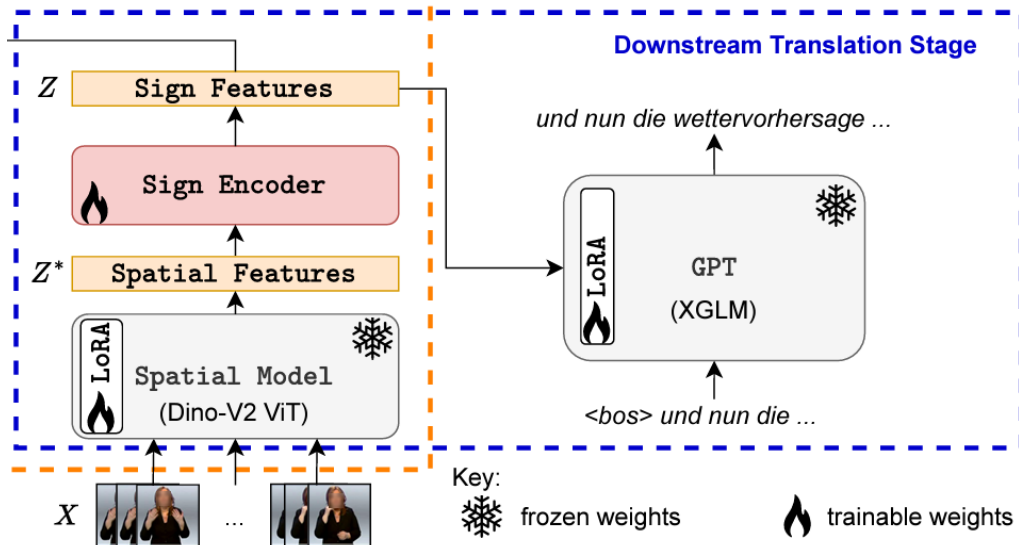 Downstream Translation Stage
Z
Sign Features
und nun die wettervorhersage ...
Sign Encoder
Z*
Spatial Features
LoRA
GPT
(XGLM)
LoRA
Spatial Model
(Dino-V2 ViT)
<bos> und nun die ...
X
...
Key:
frozen weights
trainable weights